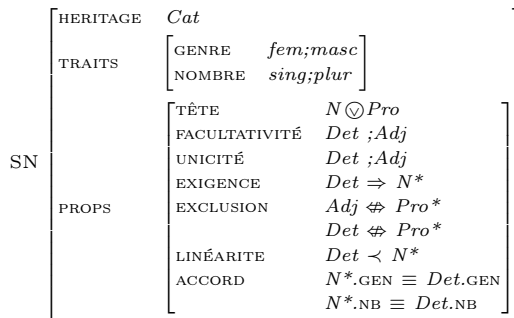 HERITAGE Cat
TRAITS
GENRE fem;masc
NOMBRE sing;plur
SN
PROPS
TÊTE N ⊗ Pro
FACULTATIVITÉ Det ;Adj
UNICITÉ Det ;Adj
EXIGENCE Det ⇒ N*
EXCLUSION Adj ⇎ Pro*
Det ⇎ Pro*
LINÉARITE Det ≺ N*
ACCORD N*.GEN ≡ Det.GEN
N*.NB ≡ Det.NB